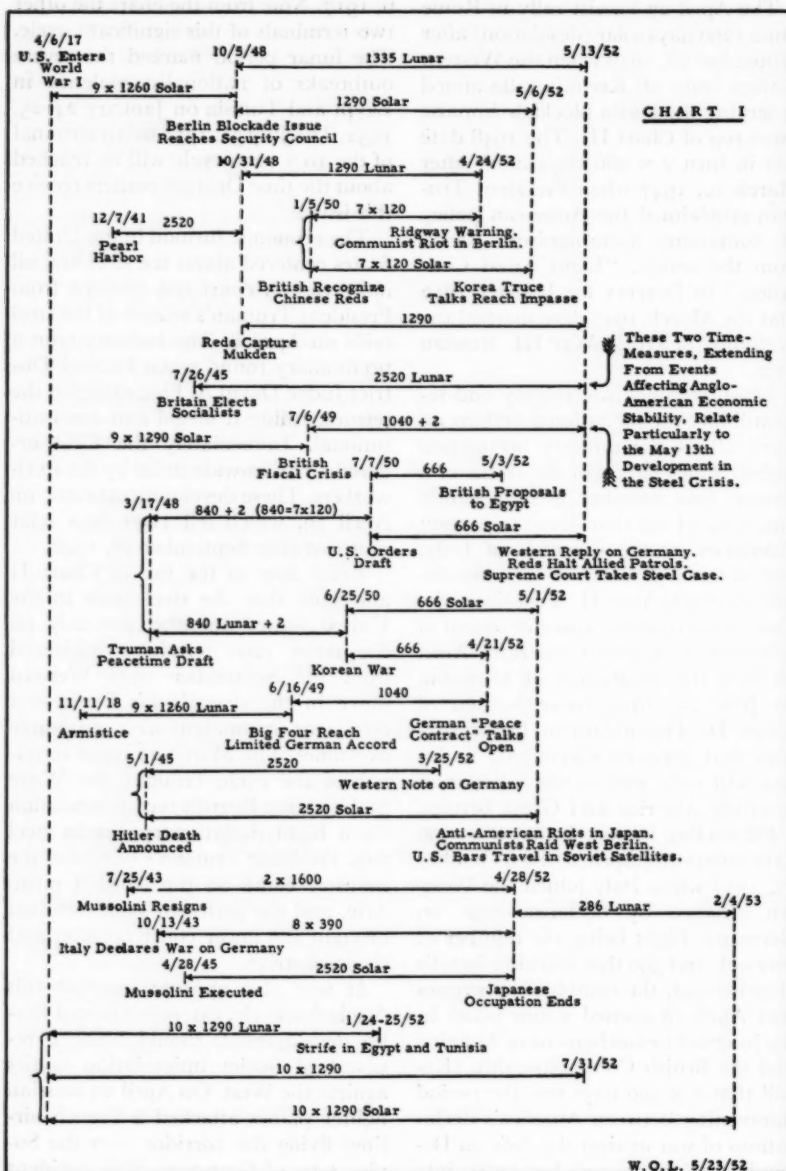 4/6/17
U.S. Enters
World
War I
10/5/48
1335 Lunar
5/13/52
9 x 1260 Solar
1290 Solar
5/6/52
CHART I
Berlin Blockade Issue
Reaches Security Council
10/31/48
1290 Lunar
4/24/52
12/7/41
2520
1/5/50
7 x 120
Pearl
Harbor
Ridgway Warning.
Communist Riot in Berlin.
7 x 120 Solar
British Recognize
Chinese Reds
Korea Truce
Talks Reach Impasse
1290
Reds Capture
Mukden
These Two Time-
Measures, Extending
From Events
Affecting Anglo-
American Economic
Stability, Relate
Particularly to
the May 13th
Development in
the Steel Crisis.
7/26/45
2520 Lunar
British Elect
Socialists
7/6/49
1040 + 2
9 x 1290 Solar
British
Fiscal Crisis
7/7/50
666
5/3/52
British Proposals
to Egypt
3/17/48
840 + 2 (840=7x120)
666 Solar
U.S. Orders
Draft
Western Reply on Germany.
Reds Halt Allied Patrols.
Supreme Court Takes Steel Case.
6/25/50
666 Solar
5/1/52
840 Lunar + 2
Truman Asks
Peacetime Draft
666
4/21/52
Korean War
11/11/18
9 x 1260 Lunar
6/16/49
1040
Armistice
Big Four Reach
Limited German Accord
German "Peace
Contract" Talks
Open
5/1/45
2520
3/25/52
Western Note on Germany
2520 Solar
Hitler Death
Announced
Anti-American Riots in Japan.
Communists Raid West Berlin.
U.S. Bars Travel in Soviet Satellites.
7/25/43
2 x 1600
4/28/52
Mussolini Resigns
286 Lunar
2/4/53
10/13/43
8 x 390
Italy Declares War on Germany
4/28/45
2520 Solar
Mussolini Executed
Japanese
Occupation Ends
10 x 1290 Lunar
1/24-25/52
Strife in Egypt and Tunisia
10 x 1290
7/31/52
10 x 1290 Solar
W.O.L. 5/23/52